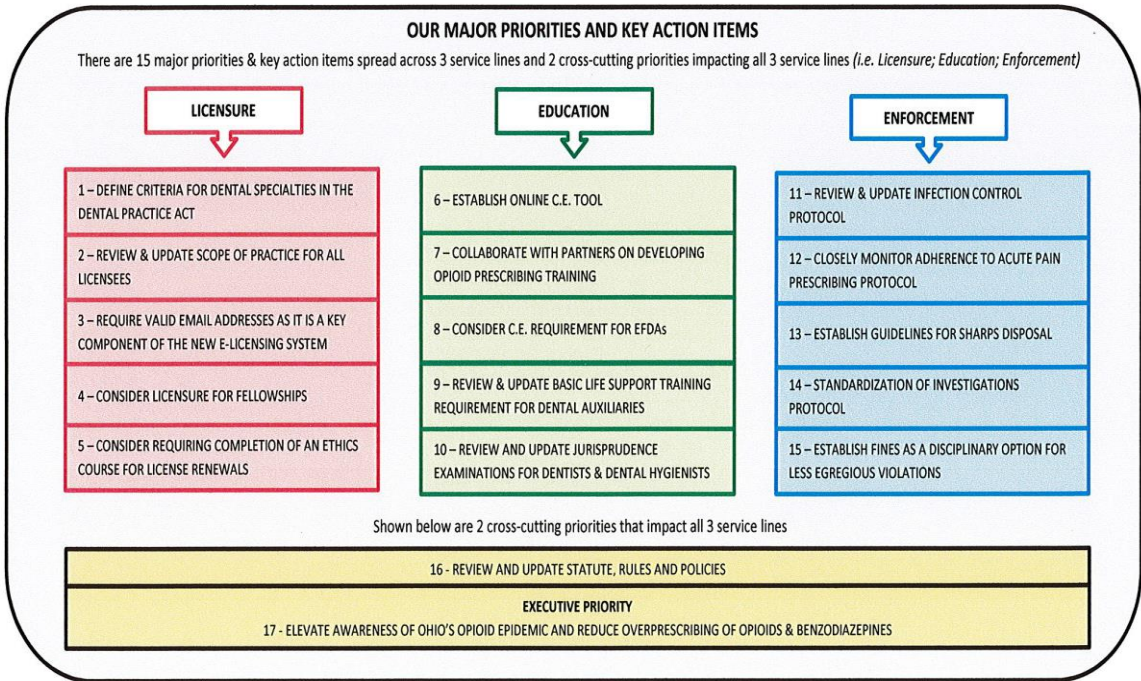 OUR MAJOR PRIORITIES AND KEY ACTION ITEMS
There are 15 major priorities & key action items spread across 3 service lines and 2 cross-cutting priorities impacting all 3 service lines (i.e. Licensure; Education; Enforcement)
LICENSURE
1 – DEFINE CRITERIA FOR DENTAL SPECIALTIES IN THE
DENTAL PRACTICE ACT
2 – REVIEW & UPDATE SCOPE OF PRACTICE FOR ALL
LICENSEES
3 – REQUIRE VALID EMAIL ADDRESSES AS IT IS A KEY
COMPONENT OF THE NEW E-LICENSING SYSTEM
4 – CONSIDER LICENSURE FOR FELLOWSHIPS
5 – CONSIDER REQUIRING COMPLETION OF AN ETHICS
COURSE FOR LICENSE RENEWALS
EDUCATION
6 – ESTABLISH ONLINE C.E. TOOL
7 – COLLABORATE WITH PARTNERS ON DEVELOPING
OPIOID PRESCRIBING TRAINING
8 – CONSIDER C.E. REQUIREMENT FOR EFDAs
9 – REVIEW & UPDATE BASIC LIFE SUPPORT TRAINING
REQUIREMENT FOR DENTAL AUXILIARIES
10 – REVIEW AND UPDATE JURISPRUDENCE
EXAMINATIONS FOR DENTISTS & DENTAL HYGIENISTS
ENFORCEMENT
11 – REVIEW & UPDATE INFECTION CONTROL
PROTOCOL
12 – CLOSELY MONITOR ADHERENCE TO ACUTE PAIN
PRESCRIBING PROTOCOL
13 – ESTABLISH GUIDELINES FOR SHARPS DISPOSAL
14 – STANDARDIZATION OF INVESTIGATIONS
PROTOCOL
15 – ESTABLISH FINES AS A DISCIPLINARY OPTION FOR
LESS EGREGIOUS VIOLATIONS
Shown below are 2 cross-cutting priorities that impact all 3 service lines
16 - REVIEW AND UPDATE STATUTE, RULES AND POLICIES
EXECUTIVE PRIORITY
17 - ELEVATE AWARENESS OF OHIO'S OPIOID EPIDEMIC AND REDUCE OVERPRESCRIBING OF OPIOIDS & BENZODIAZEPINES